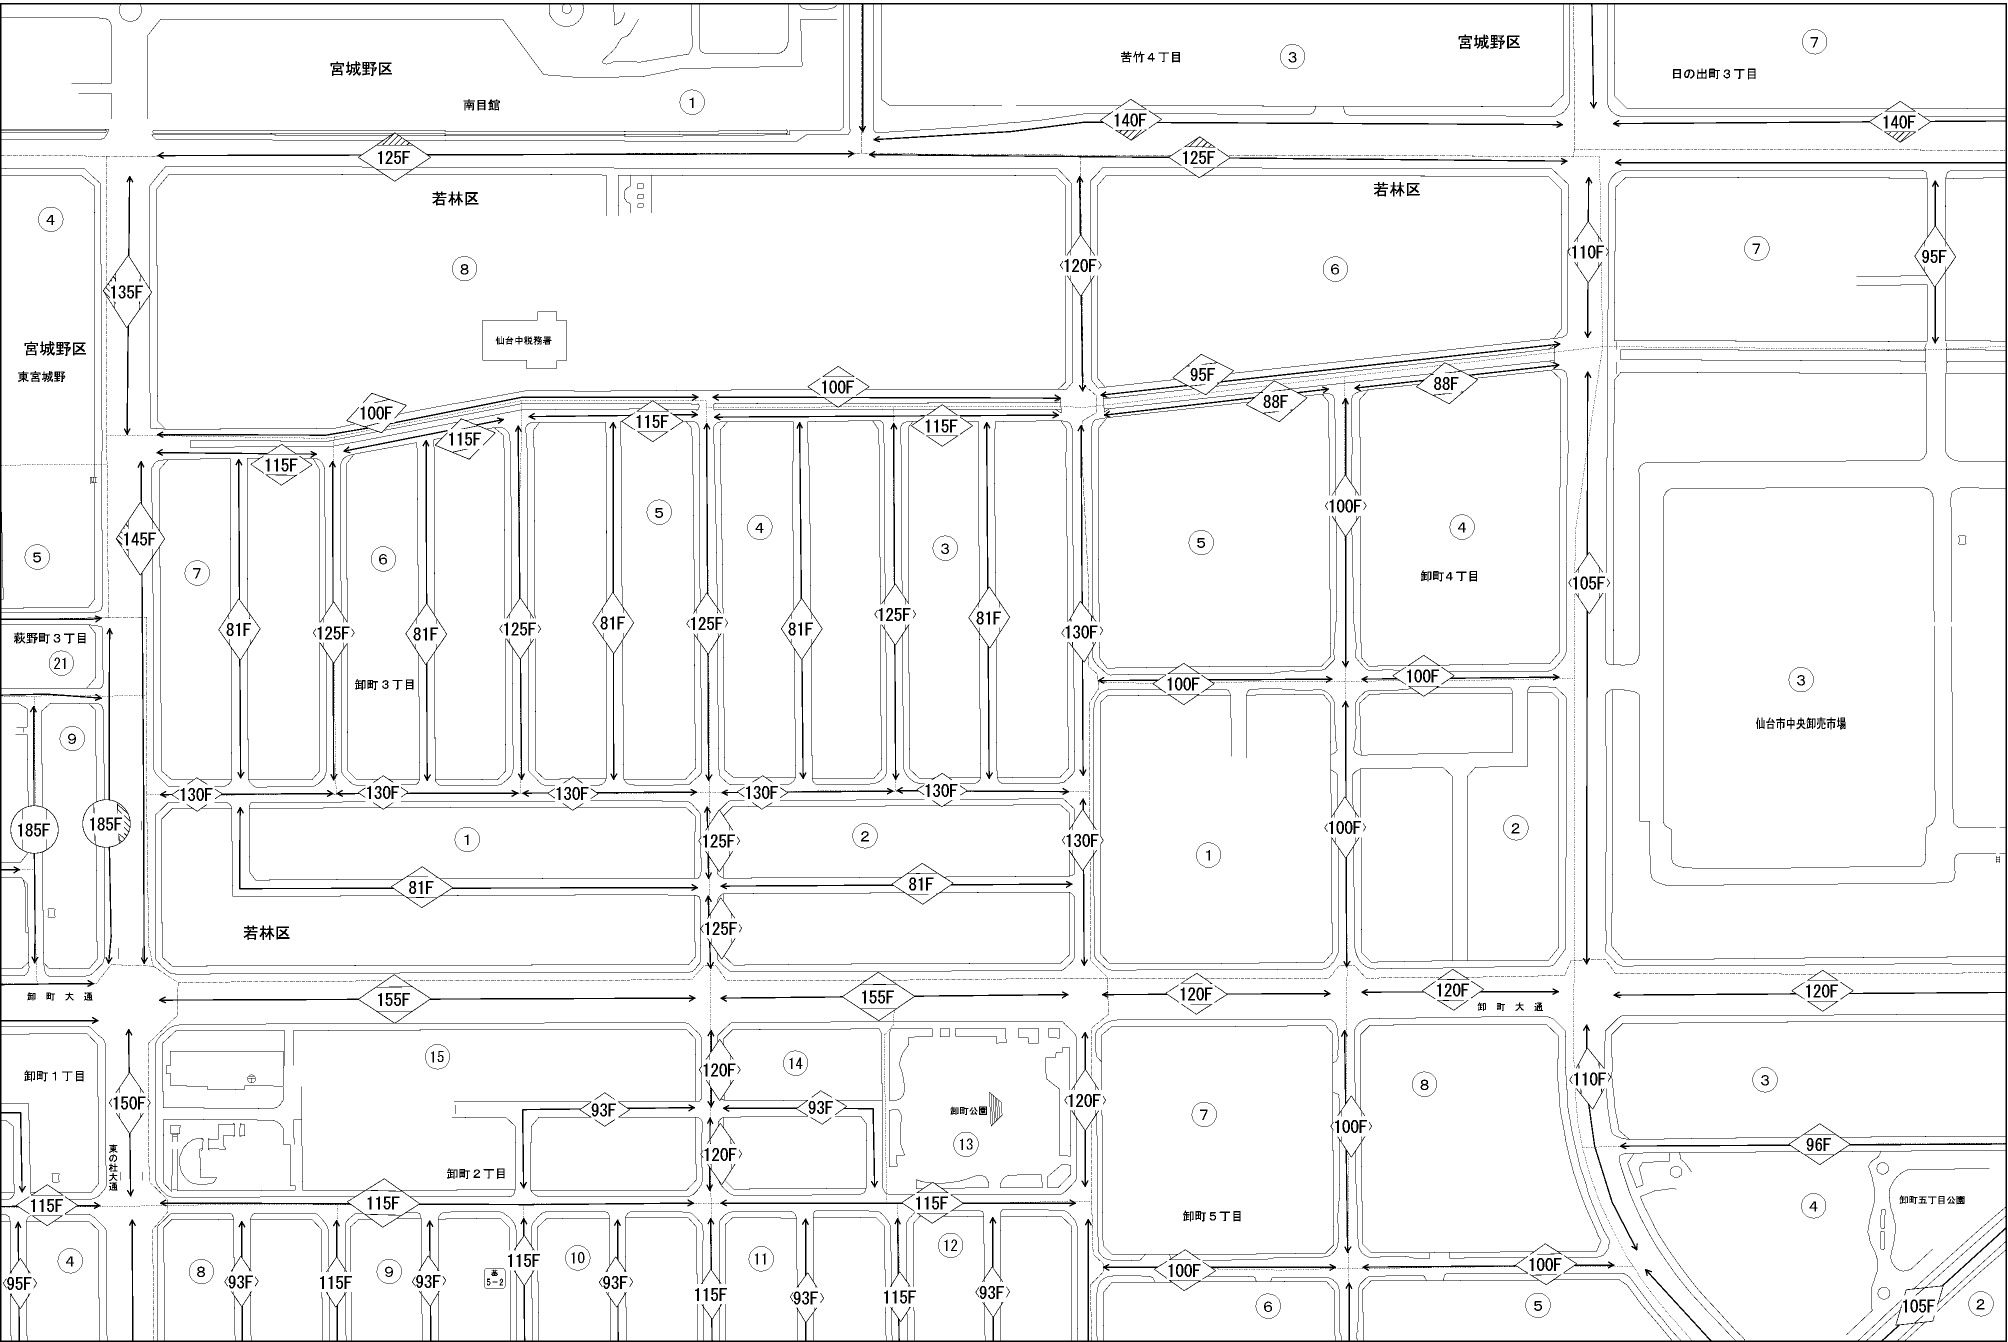 宮城野区
南目館
①
苦竹4丁目
③
宮城野区
⑦
日の出町3丁目
140F
140F
125F
125F
若林区
若林区
④
⑧
⑥
⑦
135F
120F
110F
95F
仙台中税務署
宮城野区
東宮城野
100F
100F
95F
88F
88F
115F
115F
115F
115F
⑤
145F
⑦
⑥
⑤
④
③
⑤
100F
④
卸町4丁目
105F
81F
125F
81F
125F
81F
125F
81F
125F
81F
130F
萩野町3丁目
㉑
卸町3丁目
100F
100F
③
仙台市中央卸売市場
⑨
130F
130F
130F
130F
130F
185F
185F
①
125F
②
130F
①
100F
②
81F
81F
若林区
125F
卸町大通
155F
155F
120F
120F
卸町大通
120F
卸町1丁目
150F
東の杜大通
⑮
120F
⑭
卸町公園
⑬
120F
⑦
100F
⑧
110F
③
93F
93F
120F
96F
卸町2丁目
115F
115F
115F
卸町5丁目
④
卸町五丁目公園
95F
④
⑧
93F
115F
⑨
93F
115F
基
5-2
⑩
93F
115F
⑪
93F
115F
⑫
93F
100F
⑥
100F
⑤
105F
②